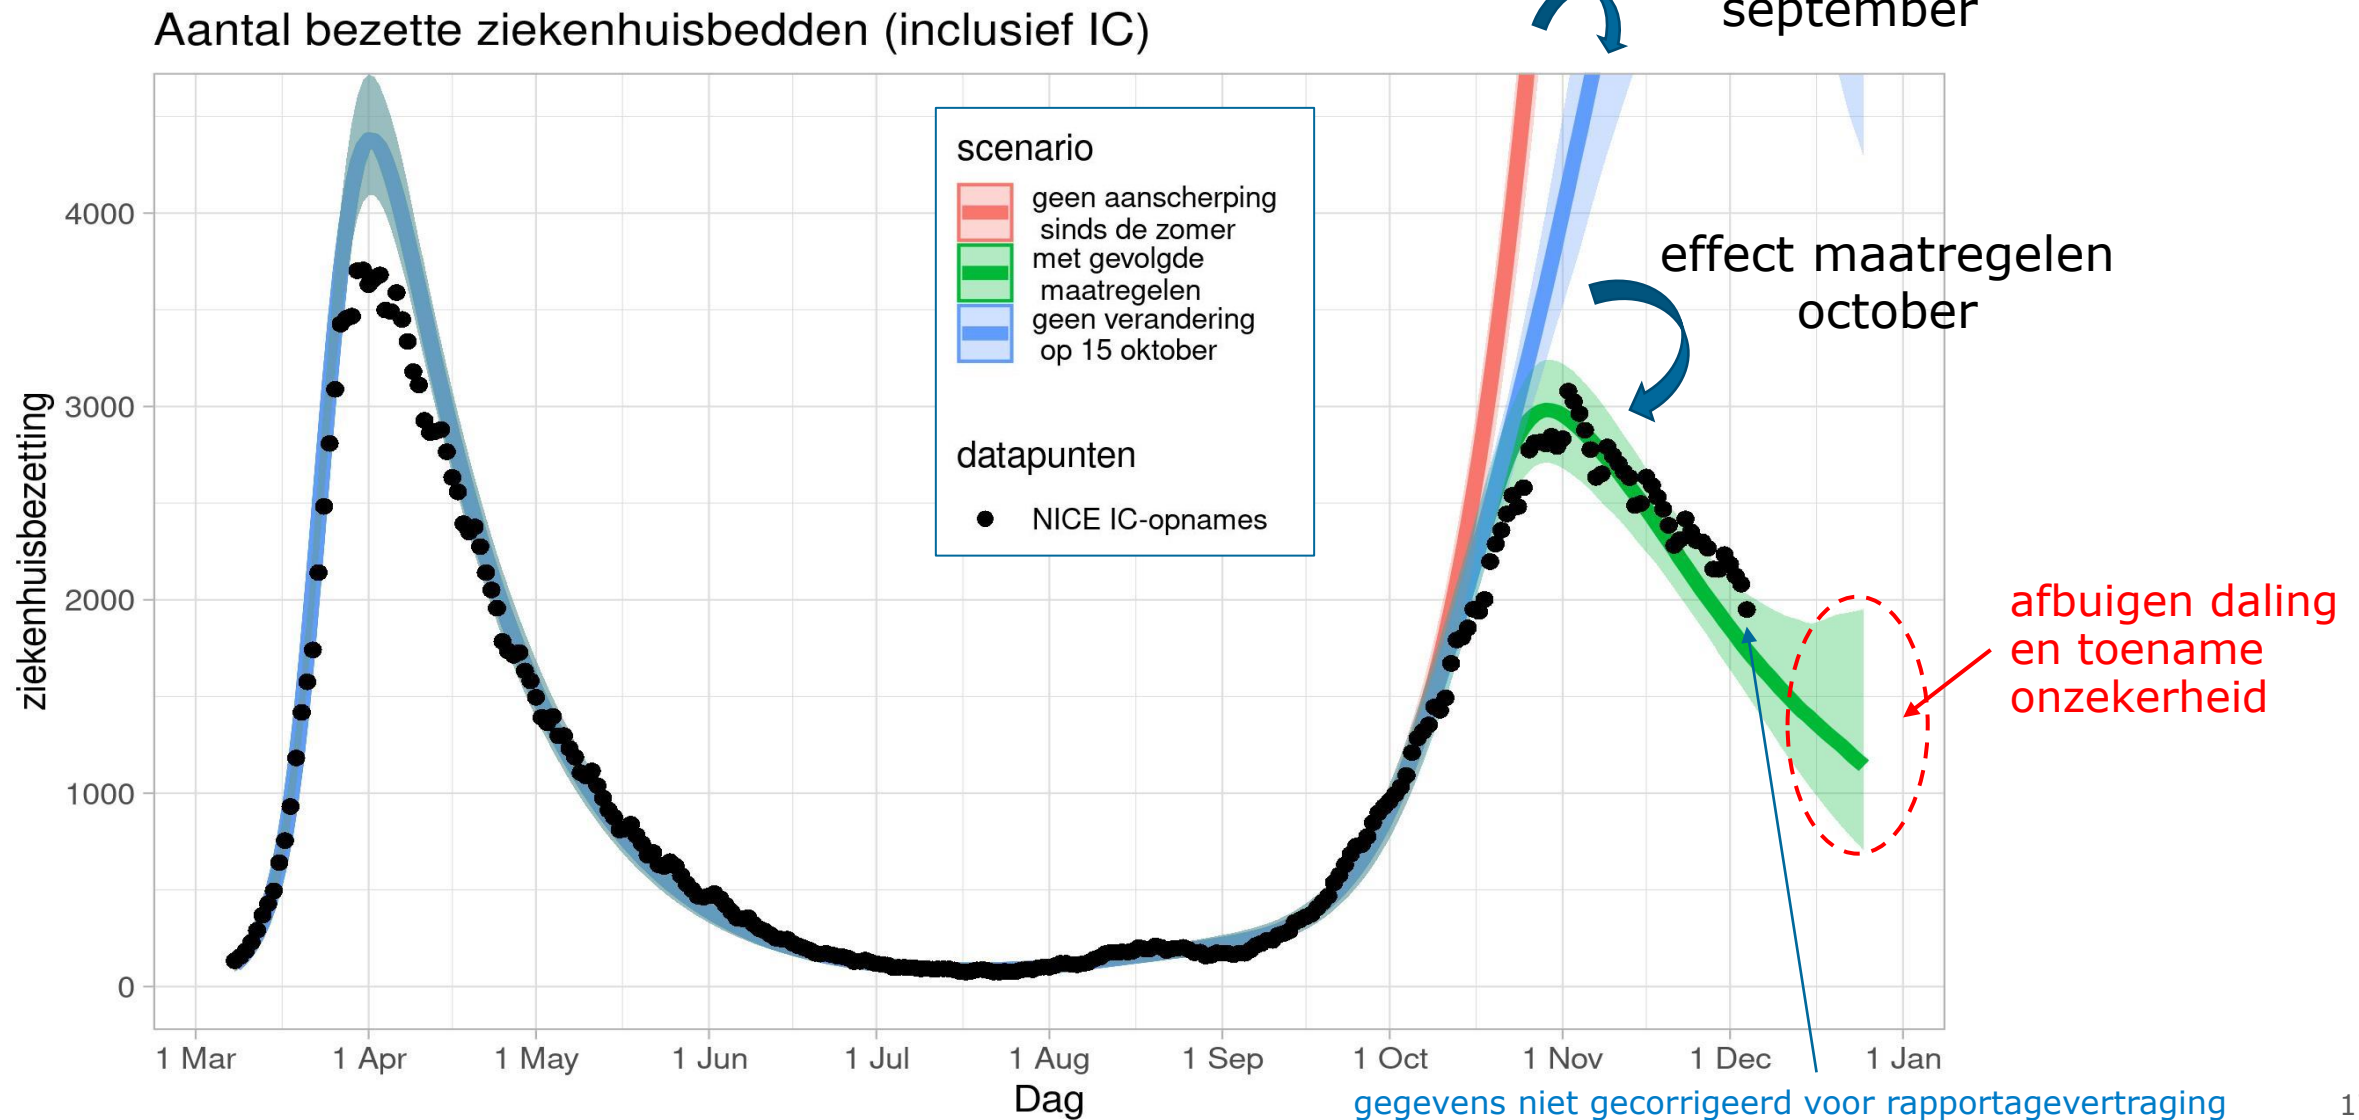 september
Aantal bezette ziekenhuisbedden (inclusief IC)
scenario
geen aanscherping
sinds de zomer
met gevolgde
maatregelen
geen verandering
op 15 oktober
datapunten
NICE IC-opnames
effect maatregelen
october
afbuigen daling
en toename
onzekerheid
ziekenhuisbezetting
4000
3000
2000
1000
0
1 Mar
1 Apr
1 May
1 Jun
1 Jul
1 Aug
1 Sep
1 Oct
1 Nov
1 Dec
1 Jan
Dag
gegevens niet gecorrigeerd voor rapportagevertraging
1